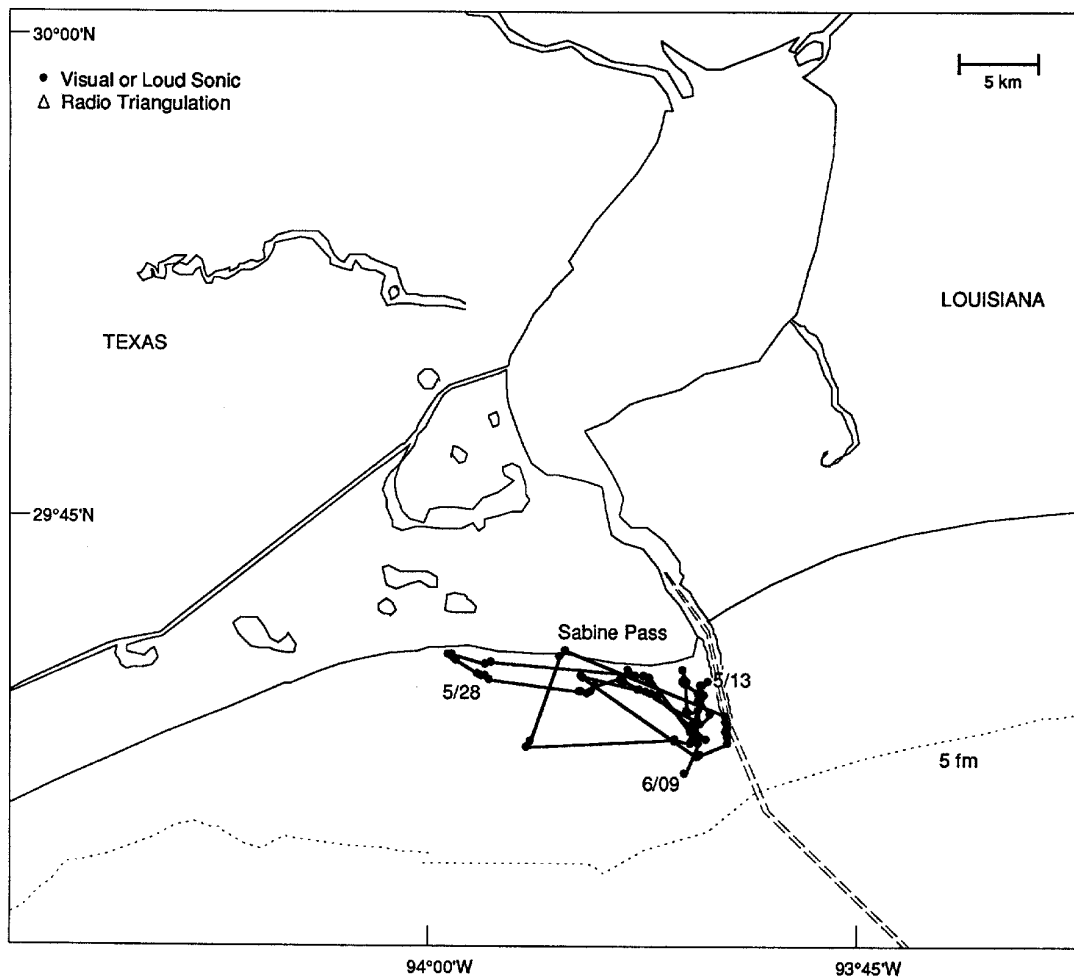 30°00'N
● Visual or Loud Sonic
△ Radio Triangulation
5 km
LOUISIANA
TEXAS
29°45'N
Sabine Pass
5/28
5/13
5 fm
6/09
94°00'W
93°45'W